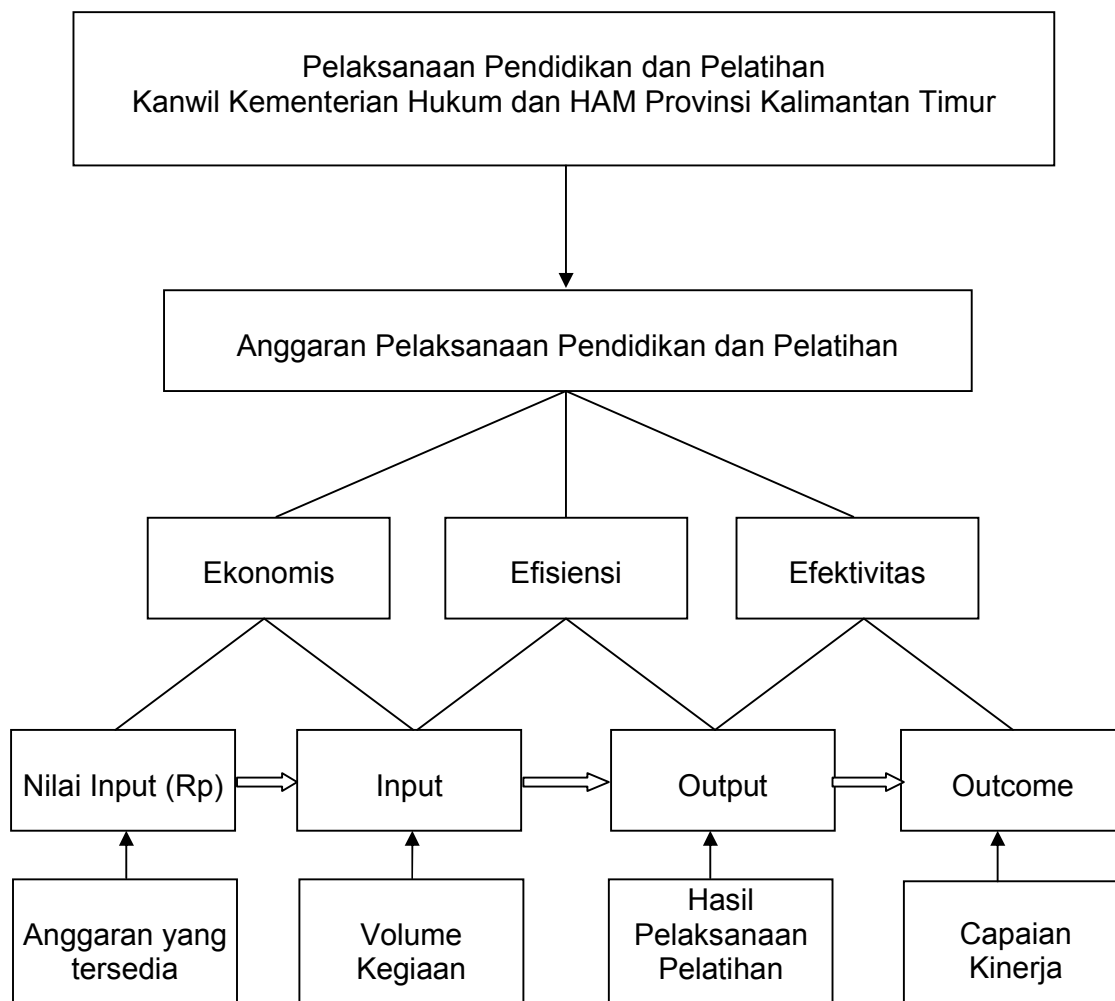 Pelaksanaan Pendidikan dan Pelatihan
Kanwil Kementerian Hukum dan HAM Provinsi Kalimantan Timur
Anggaran Pelaksanaan Pendidikan dan Pelatihan
Ekonomis
Efisiensi
Efektivitas
Nilai Input (Rp)
Input
Output
Outcome
Anggaran yang
tersedia
Volume
Kegiaan
Hasil
Pelaksanaan
Pelatihan
Capaian
Kinerja